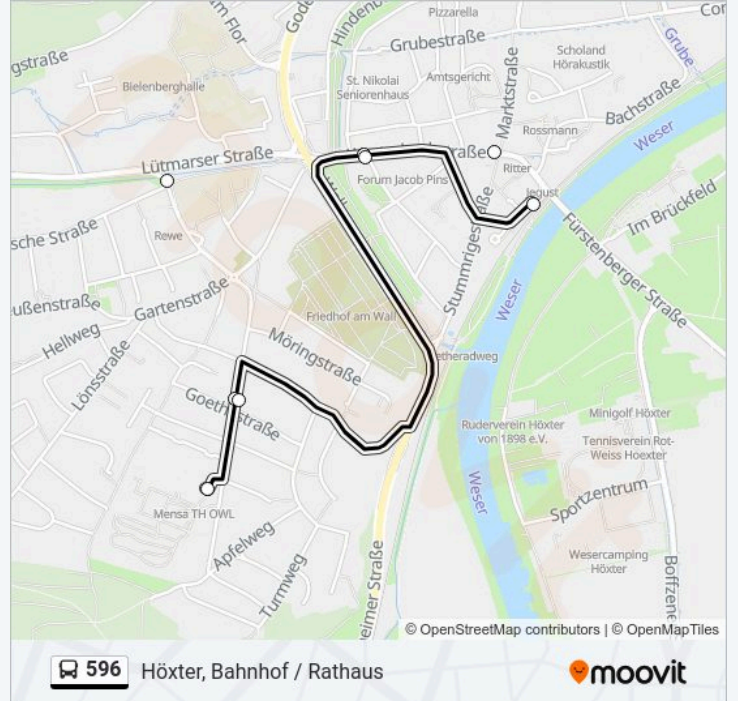 Pizzarella
Grubestraße
Scholand
Hörakustik
Grube
Bielenberghalle
St. Nikolai
Seniorenhaus
Amtsgericht
Marktstraße
Bachstraße
Rossmann
Weser
Lütmarser Straße
Ritter
Forum Jacob Pins
Jegust
Im Brückfeld
Rewe
Fürstenberger Straße
Gartenstraße
Weser
Friedhof am Wall
Hellweg
Möringstraße
Lönsstraße
Minigolf Höxter
Ruderverein Höxter
von 1898 e.V.
Tennisverein Rot-
Weiss Hoexter
Weser
Sportzentrum
Mensa TH OWL
Apfelweg
Turmweg
Wesercamping
Höxter
© OpenStreetMap contributors | © OpenMapTiles
596 Höxter, Bahnhof / Rathaus
moovit